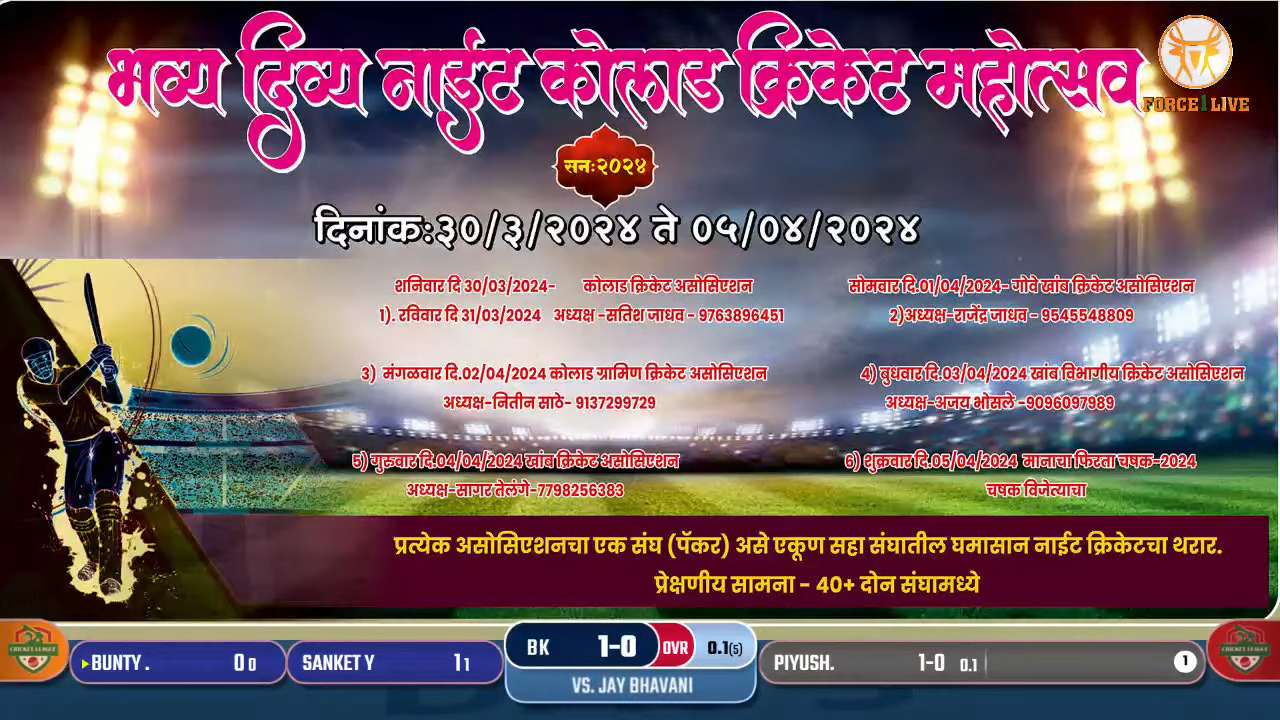 भव्य दिव्य नाईट कोलाड क्रिकेट महोत्सव
FORCE1LIVE
सन:२०२४
दिनांक:३०/३/२०२४ ते ०५/०४/२०२४
शनिवार दि 30/03/2024- कोलाड क्रिकेट असोसिएशन
1). रविवार दि 31/03/2024 अध्यक्ष -सतिश जाधव - 9763896451
सोमवार दि.01/04/2024- गोवे खांब क्रिकेट असोसिएशन
2)अध्यक्ष-राजेंद्र जाधव - 9545548809
3) मंगळवार दि.02/04/2024 कोलाड ग्रामिण क्रिकेट असोसिएशन
अध्यक्ष-नितीन साठे- 9137299729
4) बुधवार दि.03/04/2024 खांब विभागीय क्रिकेट असोसिएशन
अध्यक्ष-अजय भोसले -9096097989
5) गुरुवार दि.04/04/2024 खांब क्रिकेट असोसिएशन
अध्यक्ष-सागर तेलंगे-7798256383
6) शुक्रवार दि.05/04/2024 मानाचा फिरता चषक-2024
चषक विजेत्याचा
प्रत्येक असोसिएशनचा एक संघ (पॅकर) असे एकूण सहा संघातील घमासान नाईट क्रिकेटचा थरार.
प्रेक्षणीय सामना - 40+ दोन संघामध्ये
CRICKET LEAGUE
BUNTY . 0 0
SANKET Y 1 1
BK 1-0 OVR 0.1(5)
VS. JAY BHAVANI
PIYUSH. 1-0 0.1 1
CRICKET LEAGUE